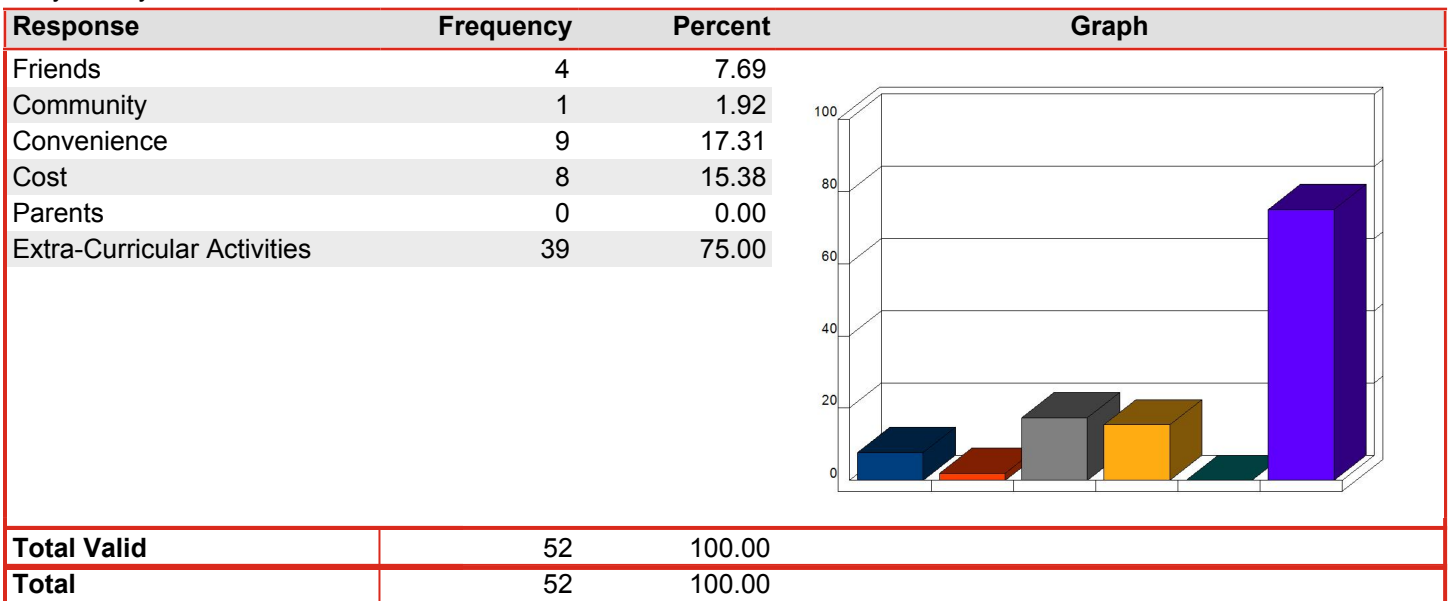 Response Frequency Percent Graph
Friends 4 7.69
Community 1 1.92
Convenience 9 17.31
Cost 8 15.38
Parents 0 0.00
Extra-Curricular Activities 39 75.00
100
80
60
40
20
0
Total Valid 52 100.00
Total 52 100.00